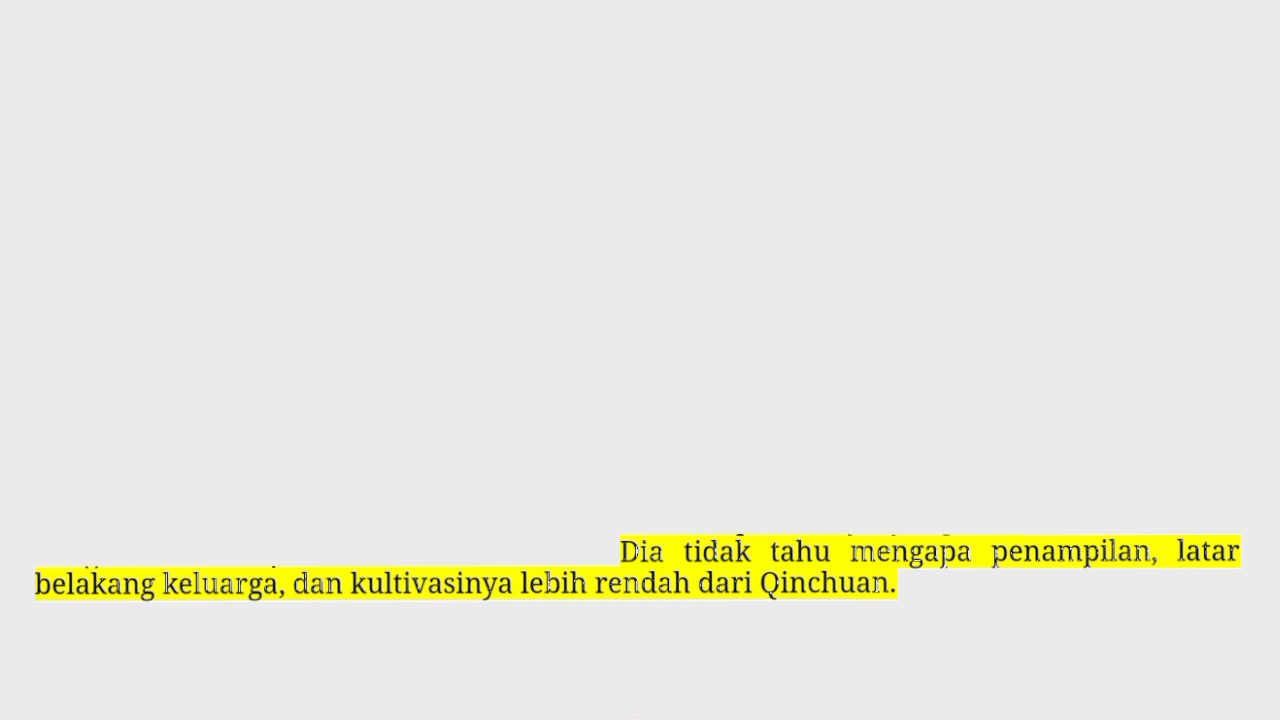 Dia tidak tahu mengapa penampilan, latar
belakang keluarga, dan kultivasinya lebih rendah dari Qinchuan.